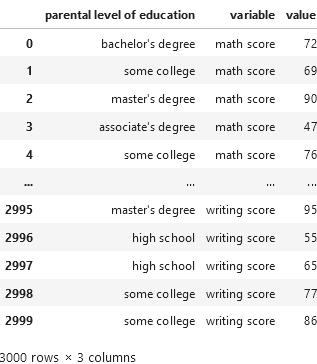 parental level of education variable value
0 bachelor's degree math score 72
1 some college math score 69
2 master's degree math score 90
3 associate's degree math score 47
4 some college math score 76
... ... ... ...
2995 master's degree writing score 95
2996 high school writing score 55
2997 high school writing score 65
2998 some college writing score 77
2999 some college writing score 86
3000 rows × 3 columns